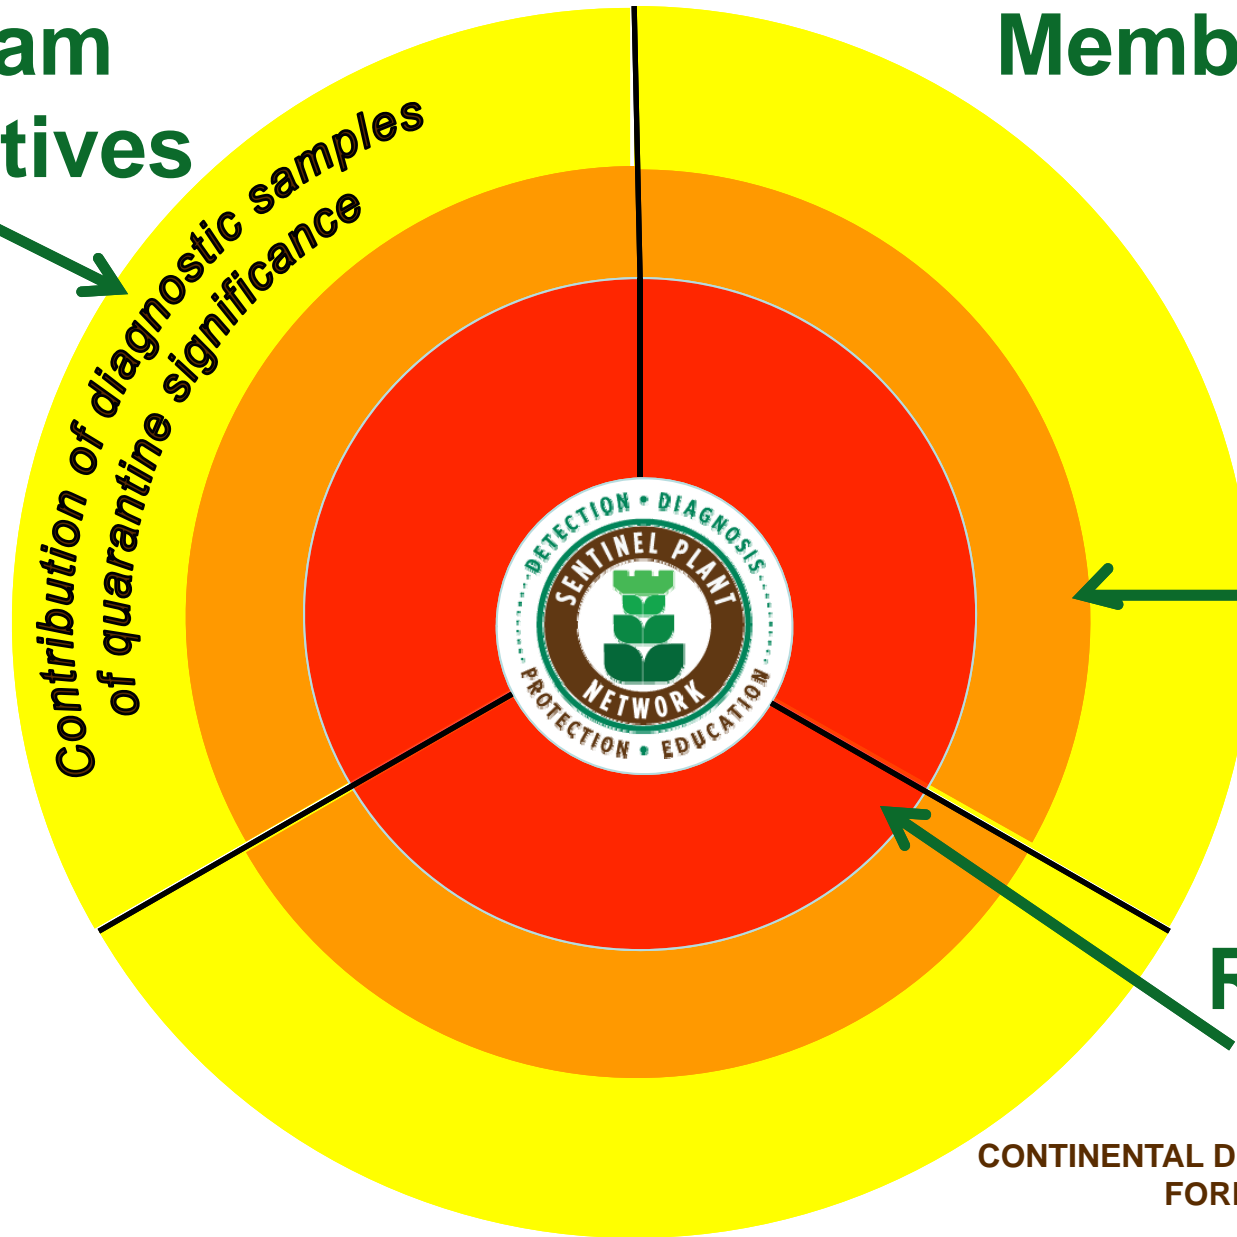 am
tives
Memb
Contribution of diagnostic samples
of quarantine significance
DETECTION • DIAGNOSIS
SENTINEL PLANT
NETWORK
PROTECTION • EDUCATION
R
CONTINENTAL D
FOR